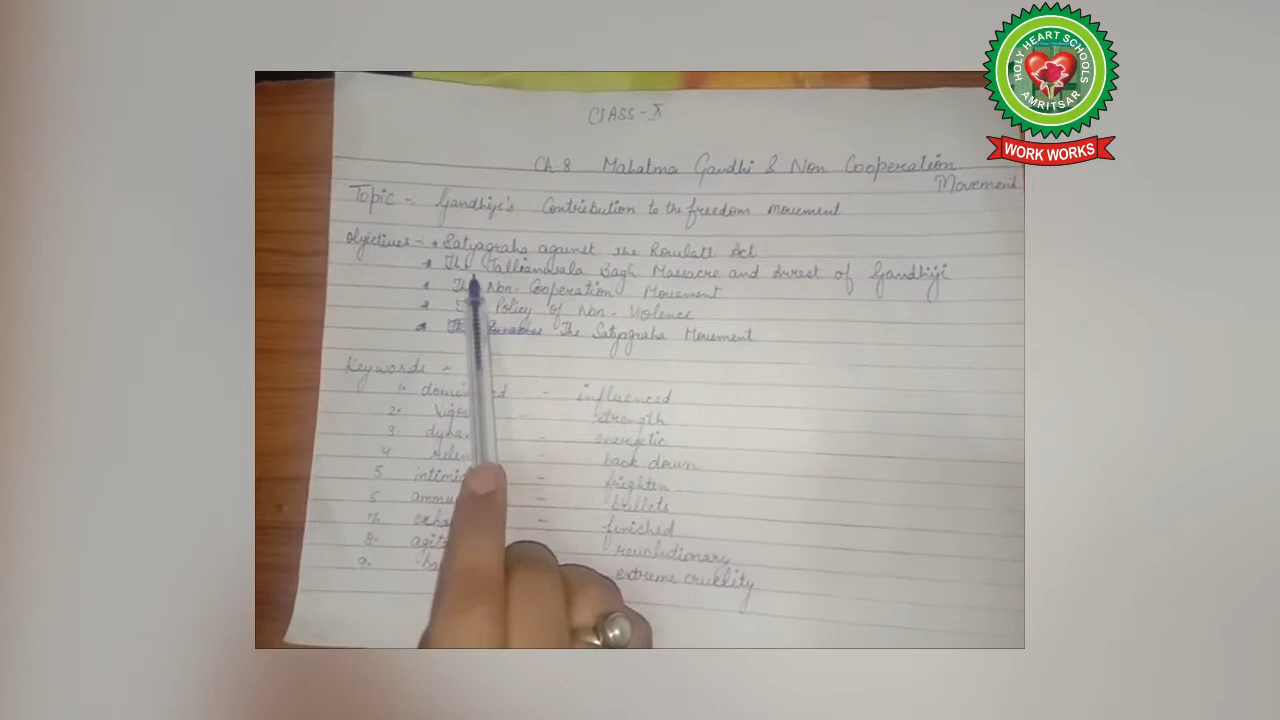 HOLY HEART SCHOOLS
AMRITSAR
WORK WORKS
CLASS - X
Ch 8 Mahatma Gandhi & Non Cooperation
Movement
Topic - Gandhiji's Contribution to the freedom movement
Objectives - * Satyagraha against the Rowlatt Act
* The Jallianwala Bagh Massacre and Arrest of Gandhiji
* The Non-Cooperation Movement
* Policy of Non-Violence
* The Satyagraha Movement
Keywords -
1. - influenced
2. - strength
3. - energetic
4 - back down
5 - frighten
6 - bullets
7. - finished
8. revolutionary
9. extreme cruelity